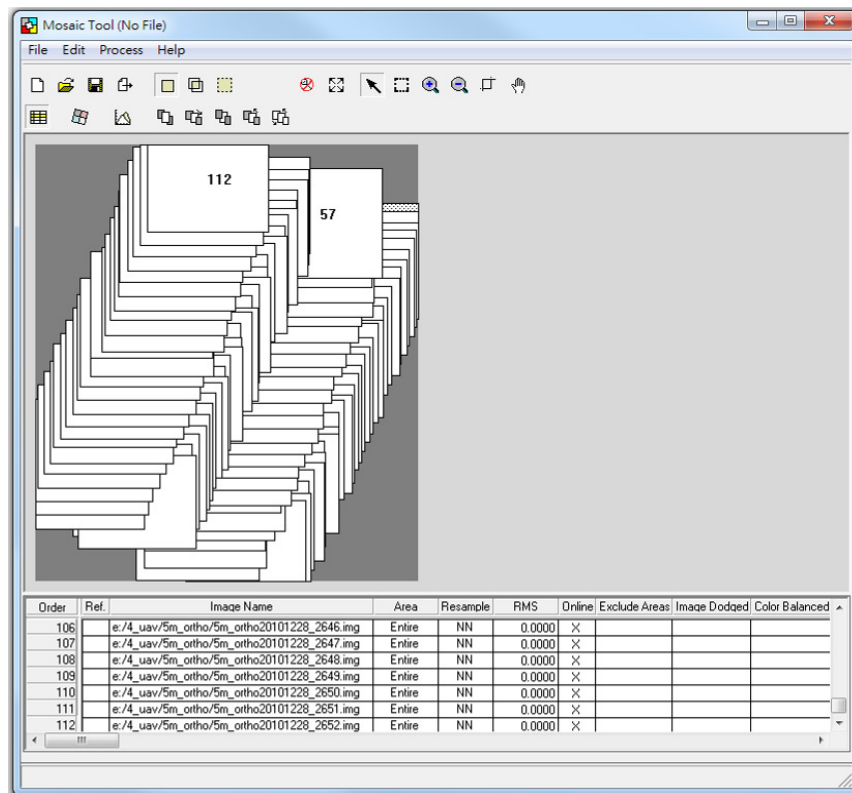 Mosaic Tool (No File)
File Edit Process Help
112
57
Order Ref. Image Name Area Resample RMS Online Exclude Areas Image Dodged Color Balanced
106 e:/4_uav/5m_ortho/5m_ortho20101228_2646.img Entire NN 0.0000 X
107 e:/4_uav/5m_ortho/5m_ortho20101228_2647.img Entire NN 0.0000 X
108 e:/4_uav/5m_ortho/5m_ortho20101228_2648.img Entire NN 0.0000 X
109 e:/4_uav/5m_ortho/5m_ortho20101228_2649.img Entire NN 0.0000 X
110 e:/4_uav/5m_ortho/5m_ortho20101228_2650.img Entire NN 0.0000 X
111 e:/4_uav/5m_ortho/5m_ortho20101228_2651.img Entire NN 0.0000 X
112 e:/4_uav/5m_ortho/5m_ortho20101228_2652.img Entire NN 0.0000 X